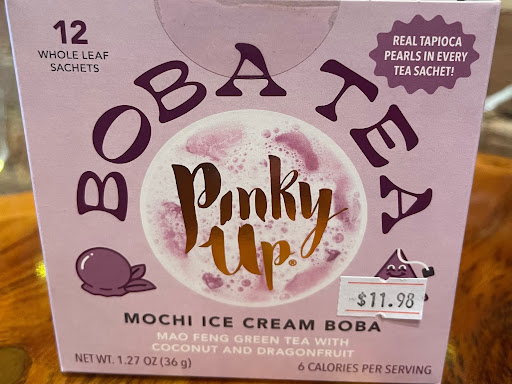 12
WHOLE LEAF
SACHETS
REAL TAPIOCA
PEARLS IN EVERY
TEA SACHET!
BOBA TEA
Pinky
Up®
$11.98
MOCHI ICE CREAM BOBA
MAO FENG GREEN TEA WITH
COCONUT AND DRAGONFRUIT
NET WT. 1.27 OZ (36 g)
6 CALORIES PER SERVING